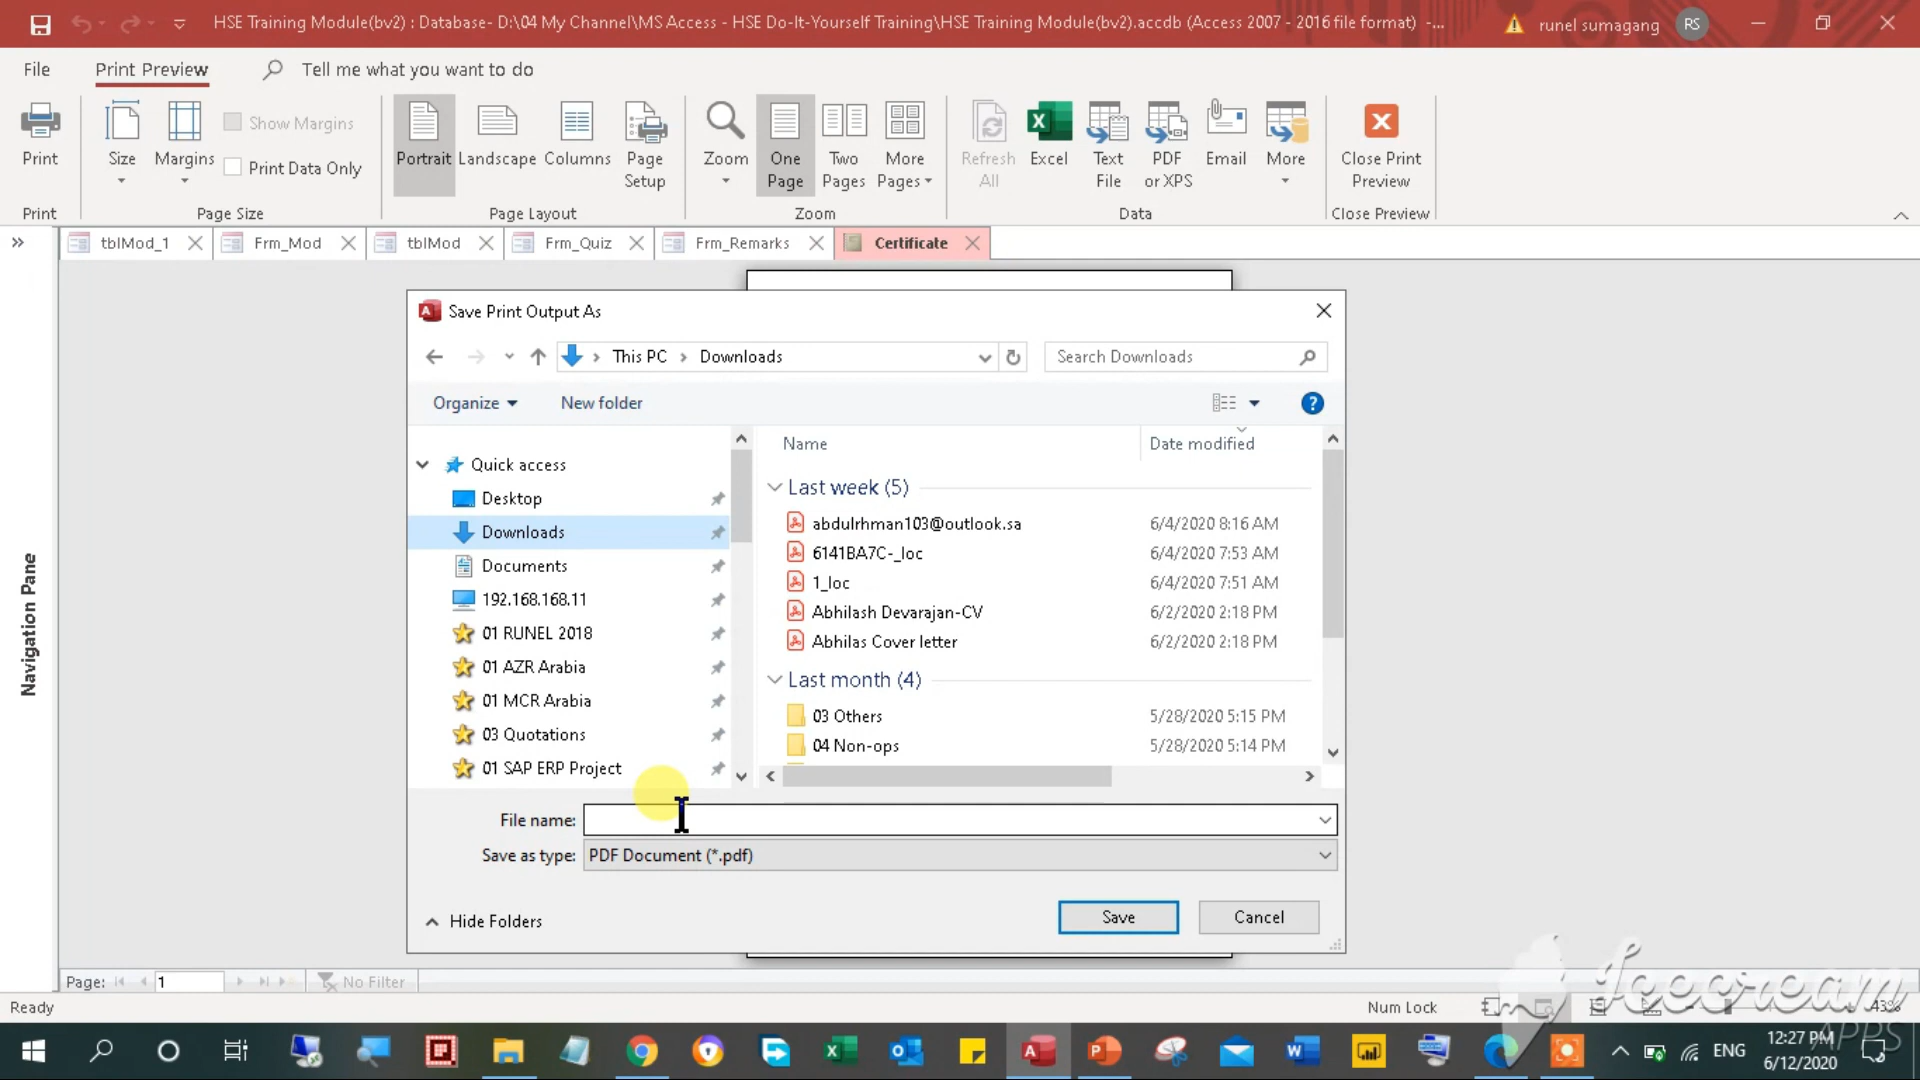 HSE Training Module(bv2) : Database- D:\04 My Channel\MS Access - HSE Do-It-Yourself Training\HSE Training Module(bv2).accdb (Access 2007 - 2016 file format) -...
runel sumagang
RS
File
Print Preview
Tell me what you want to do
Print
Size
Margins
Show Margins
Print Data Only
Portrait
Landscape
Columns
Page Setup
Zoom
One Page
Two Pages
More Pages
Refresh All
Excel
Text File
PDF or XPS
Email
More
Close Print Preview
Print
Page Size
Page Layout
Zoom
Data
Close Preview
tblMod_1
Frm_Mod
tblMod
Frm_Quiz
Frm_Remarks
Certificate
Navigation Pane
Save Print Output As
This PC
Downloads
Search Downloads
Organize
New folder
Name
Date modified
Quick access
Desktop
Downloads
Documents
192.168.168.11
01 RUNEL 2018
01 AZR Arabia
01 MCR Arabia
03 Quotations
01 SAP ERP Project
Last week (5)
abdulrhman103@outlook.sa 6/4/2020 8:16 AM
6141BA7C-_loc 6/4/2020 7:53 AM
1_loc 6/4/2020 7:51 AM
Abhilash Devarajan-CV 6/2/2020 2:18 PM
Abhilas Cover letter 6/2/2020 2:18 PM
Last month (4)
03 Others 5/28/2020 5:15 PM
04 Non-ops 5/28/2020 5:14 PM
File name:
Save as type: PDF Document (*.pdf)
Hide Folders
Save
Cancel
Page: 1
No Filter
Ready
Num Lock
43%
Icecream
APPS
ENG
12:27 PM
6/12/2020